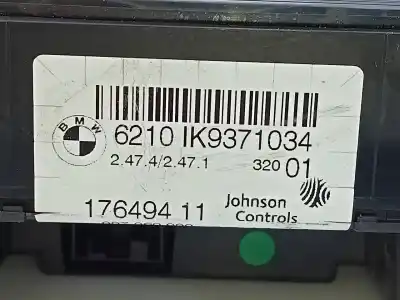 BMW
6210 IK9371034
2.47.4/2.47.1 320 01
176494 11
Johnson
Controls